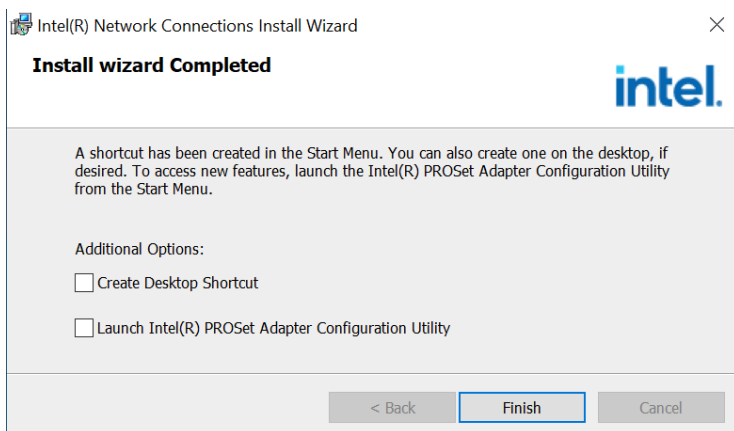 Intel(R) Network Connections Install Wizard
Install wizard Completed
intel.
A shortcut has been created in the Start Menu. You can also create one on the desktop, if
desired. To access new features, launch the Intel(R) PROSet Adapter Configuration Utility
from the Start Menu.
Additional Options:
Create Desktop Shortcut
Launch Intel(R) PROSet Adapter Configuration Utility
< Back
Finish
Cancel